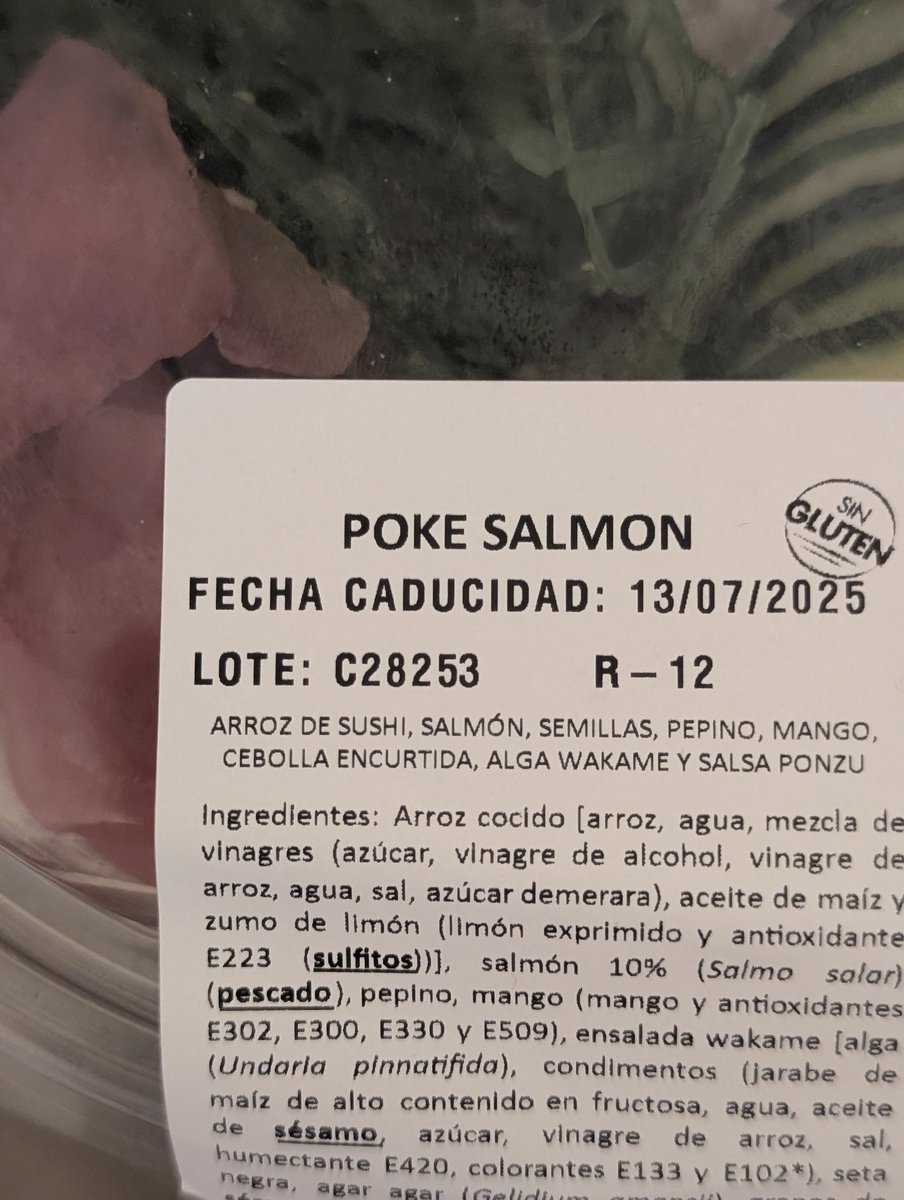 POKE SALMON
SIN
GLUTEN
FECHA CADUCIDAD: 13/07/2025
LOTE: C28253 R – 12
ARROZ DE SUSHI, SALMÓN, SEMILLAS, PEPINO, MANGO,
CEBOLLA ENCURTIDA, ALGA WAKAME Y SALSA PONZU
Ingredientes: Arroz cocido [arroz, agua, mezcla de
vinagres (azúcar, vinagre de alcohol, vinagre de
arroz, agua, sal, azúcar demerara), aceite de maíz y
zumo de limón (limón exprimido y antioxidante
E223 (sulfitos))], salmón 10% (Salmo salar)
(pescado), pepino, mango (mango y antioxidantes
E302, E300, E330 y E509), ensalada wakame [alga
(Undaria pinnatifida), condimentos (jarabe de
maíz de alto contenido en fructosa, agua, aceite
de sésamo, azúcar, vinagre de arroz, sal,
humectante E420, colorantes E133 y E102*), seta
negra, agar agar (Gelidium